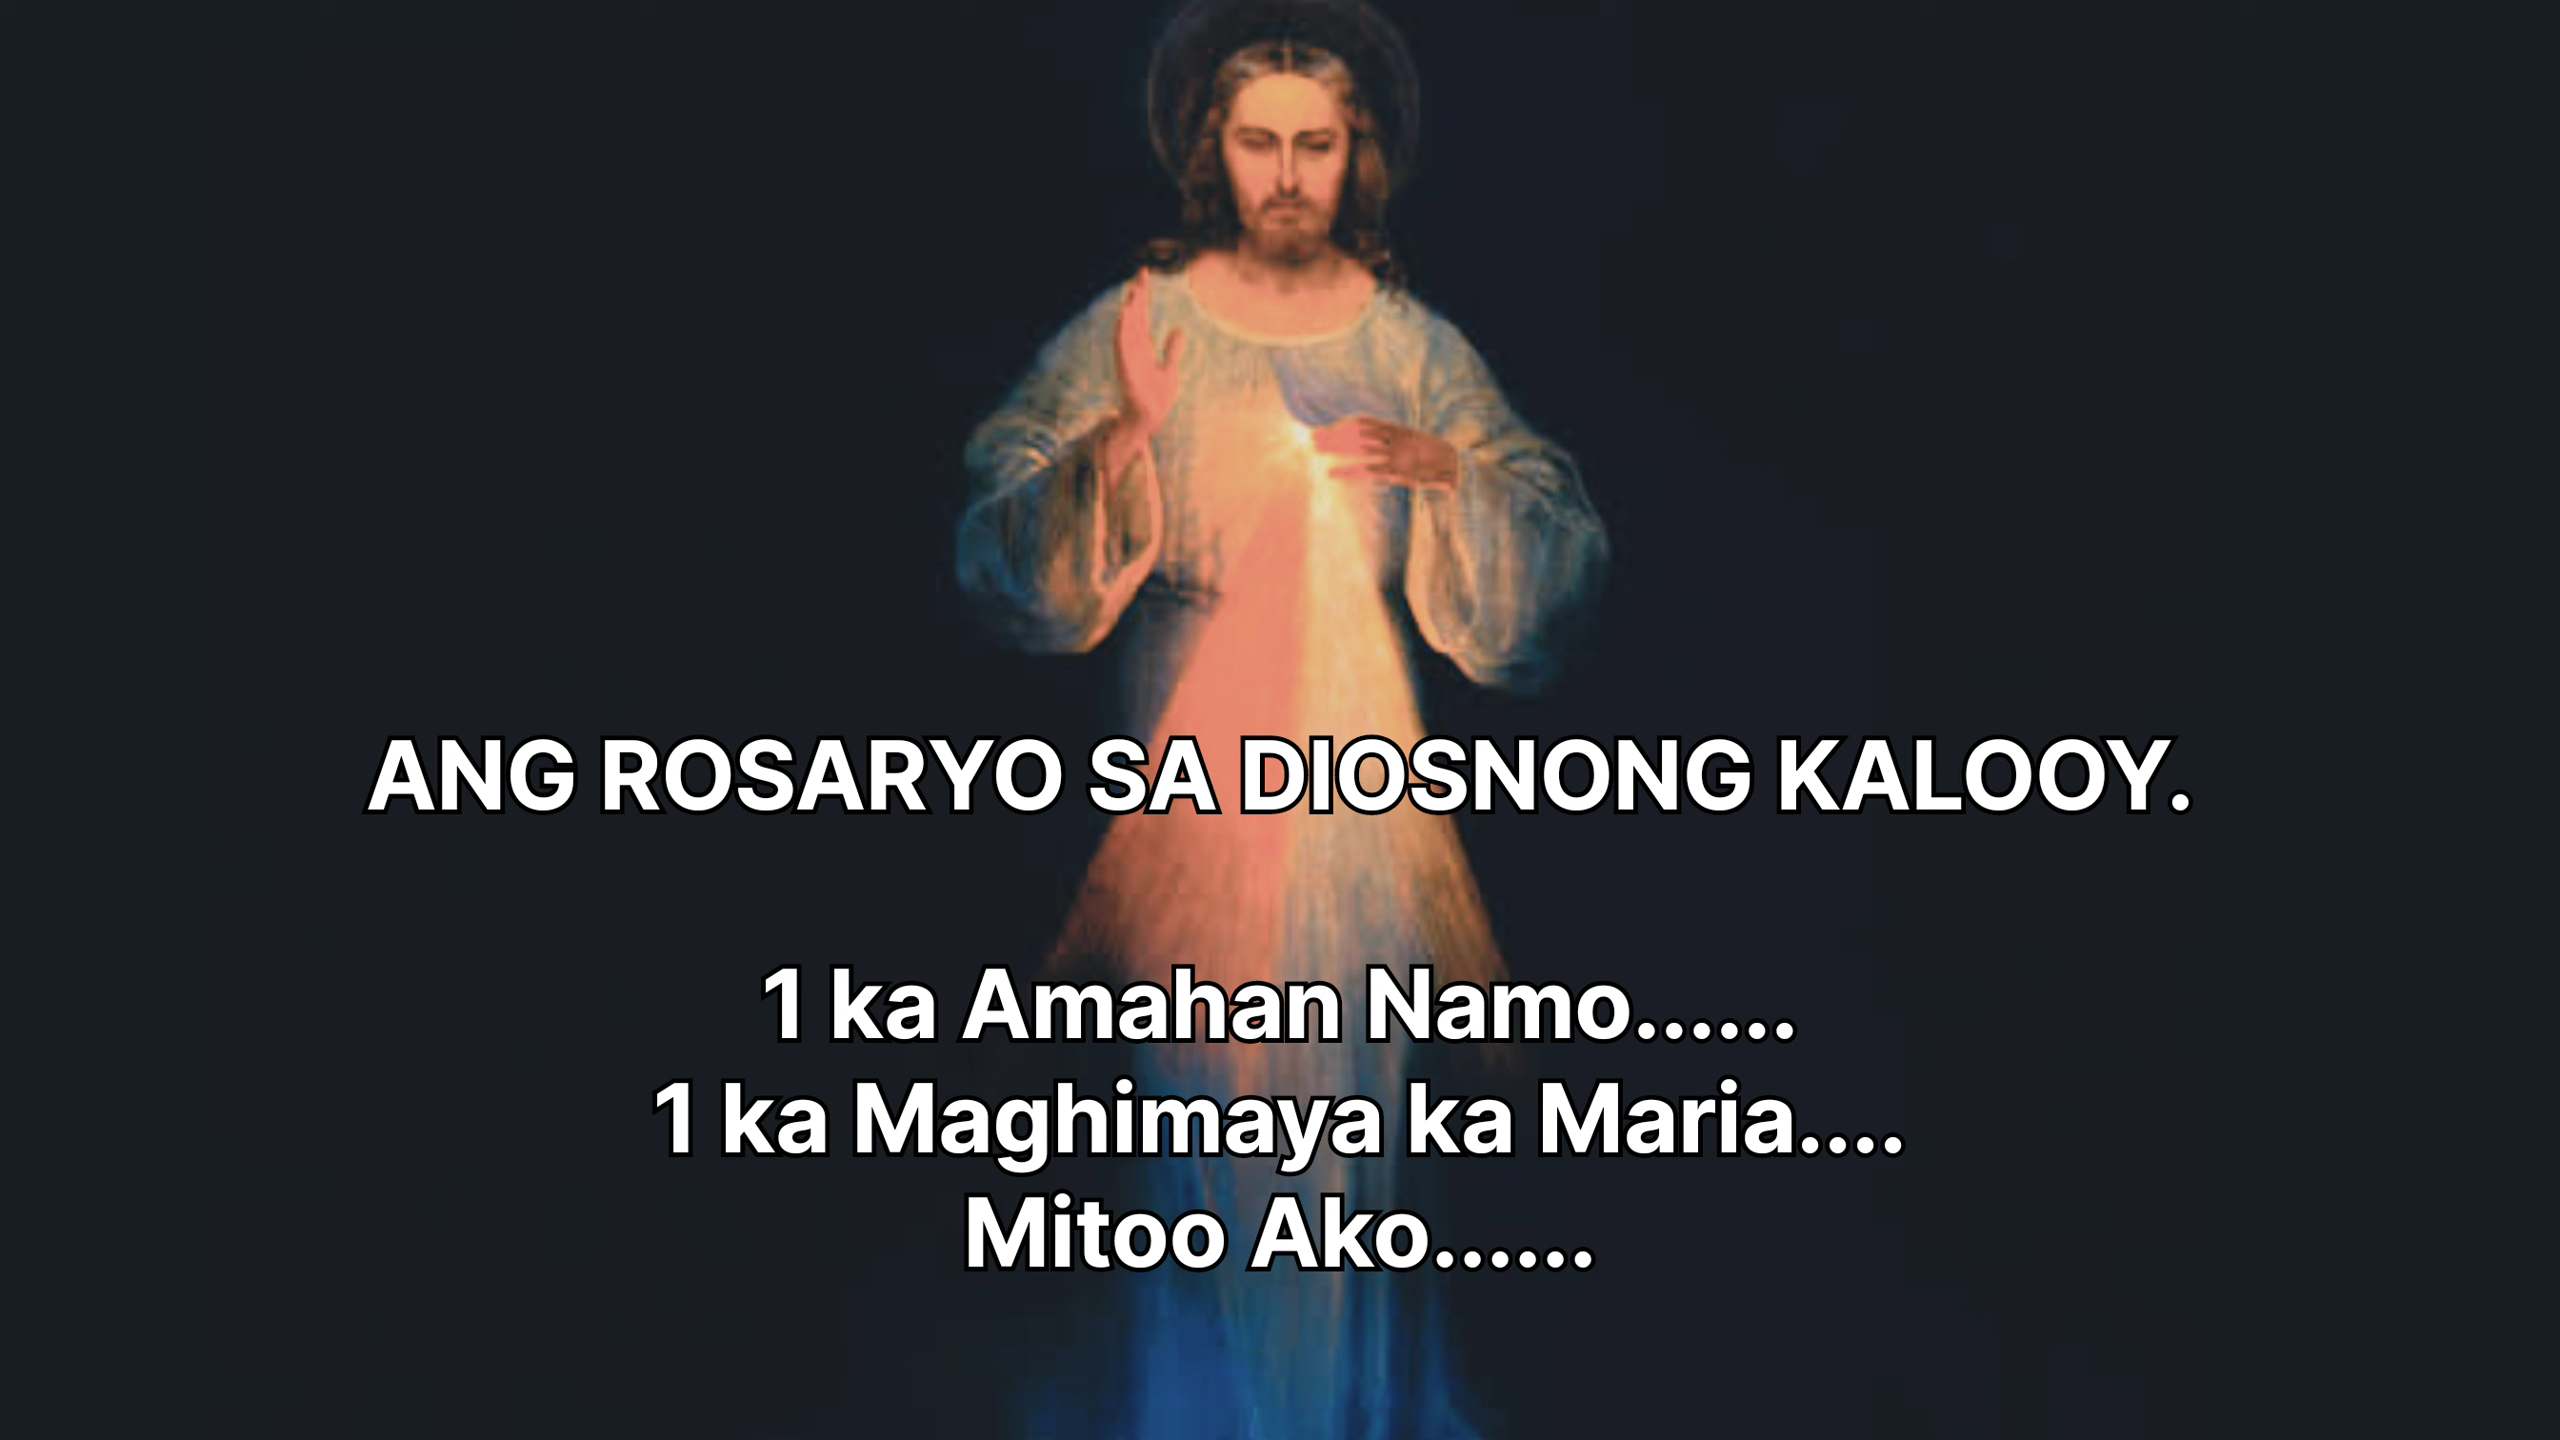 ANG ROSARYO SA DIOSNONG KALOOY.
1 ka Amahan Namo......
1 ka Maghimaya ka Maria....
Mitoo Ako......